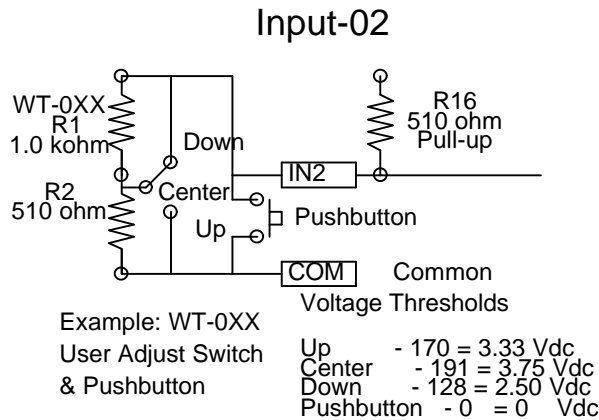 Input-02
WT-0XX
R1
1.0 kohm
R2
510 ohm
Down
Center
Up
IN2
R16
510 ohm
Pull-up
Pushbutton
COM Common
Voltage Thresholds
Example: WT-0XX
User Adjust Switch
& Pushbutton
Up - 170 = 3.33 Vdc
Center - 191 = 3.75 Vdc
Down - 128 = 2.50 Vdc
Pushbutton - 0 = 0 Vdc